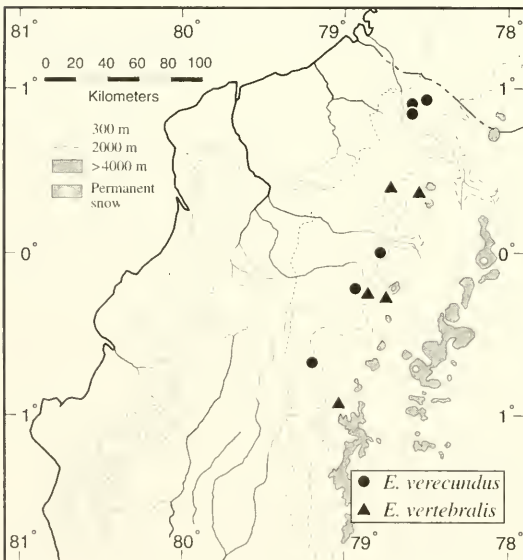 81 80 79 78°
0 20 40 60 80 100
Kilometers
300 m
2000 m
>4000 m
Permanent
snow
1° 1°
0° 0°
1° 1
E. verecundus
E. vertebralis
81 80 79 78